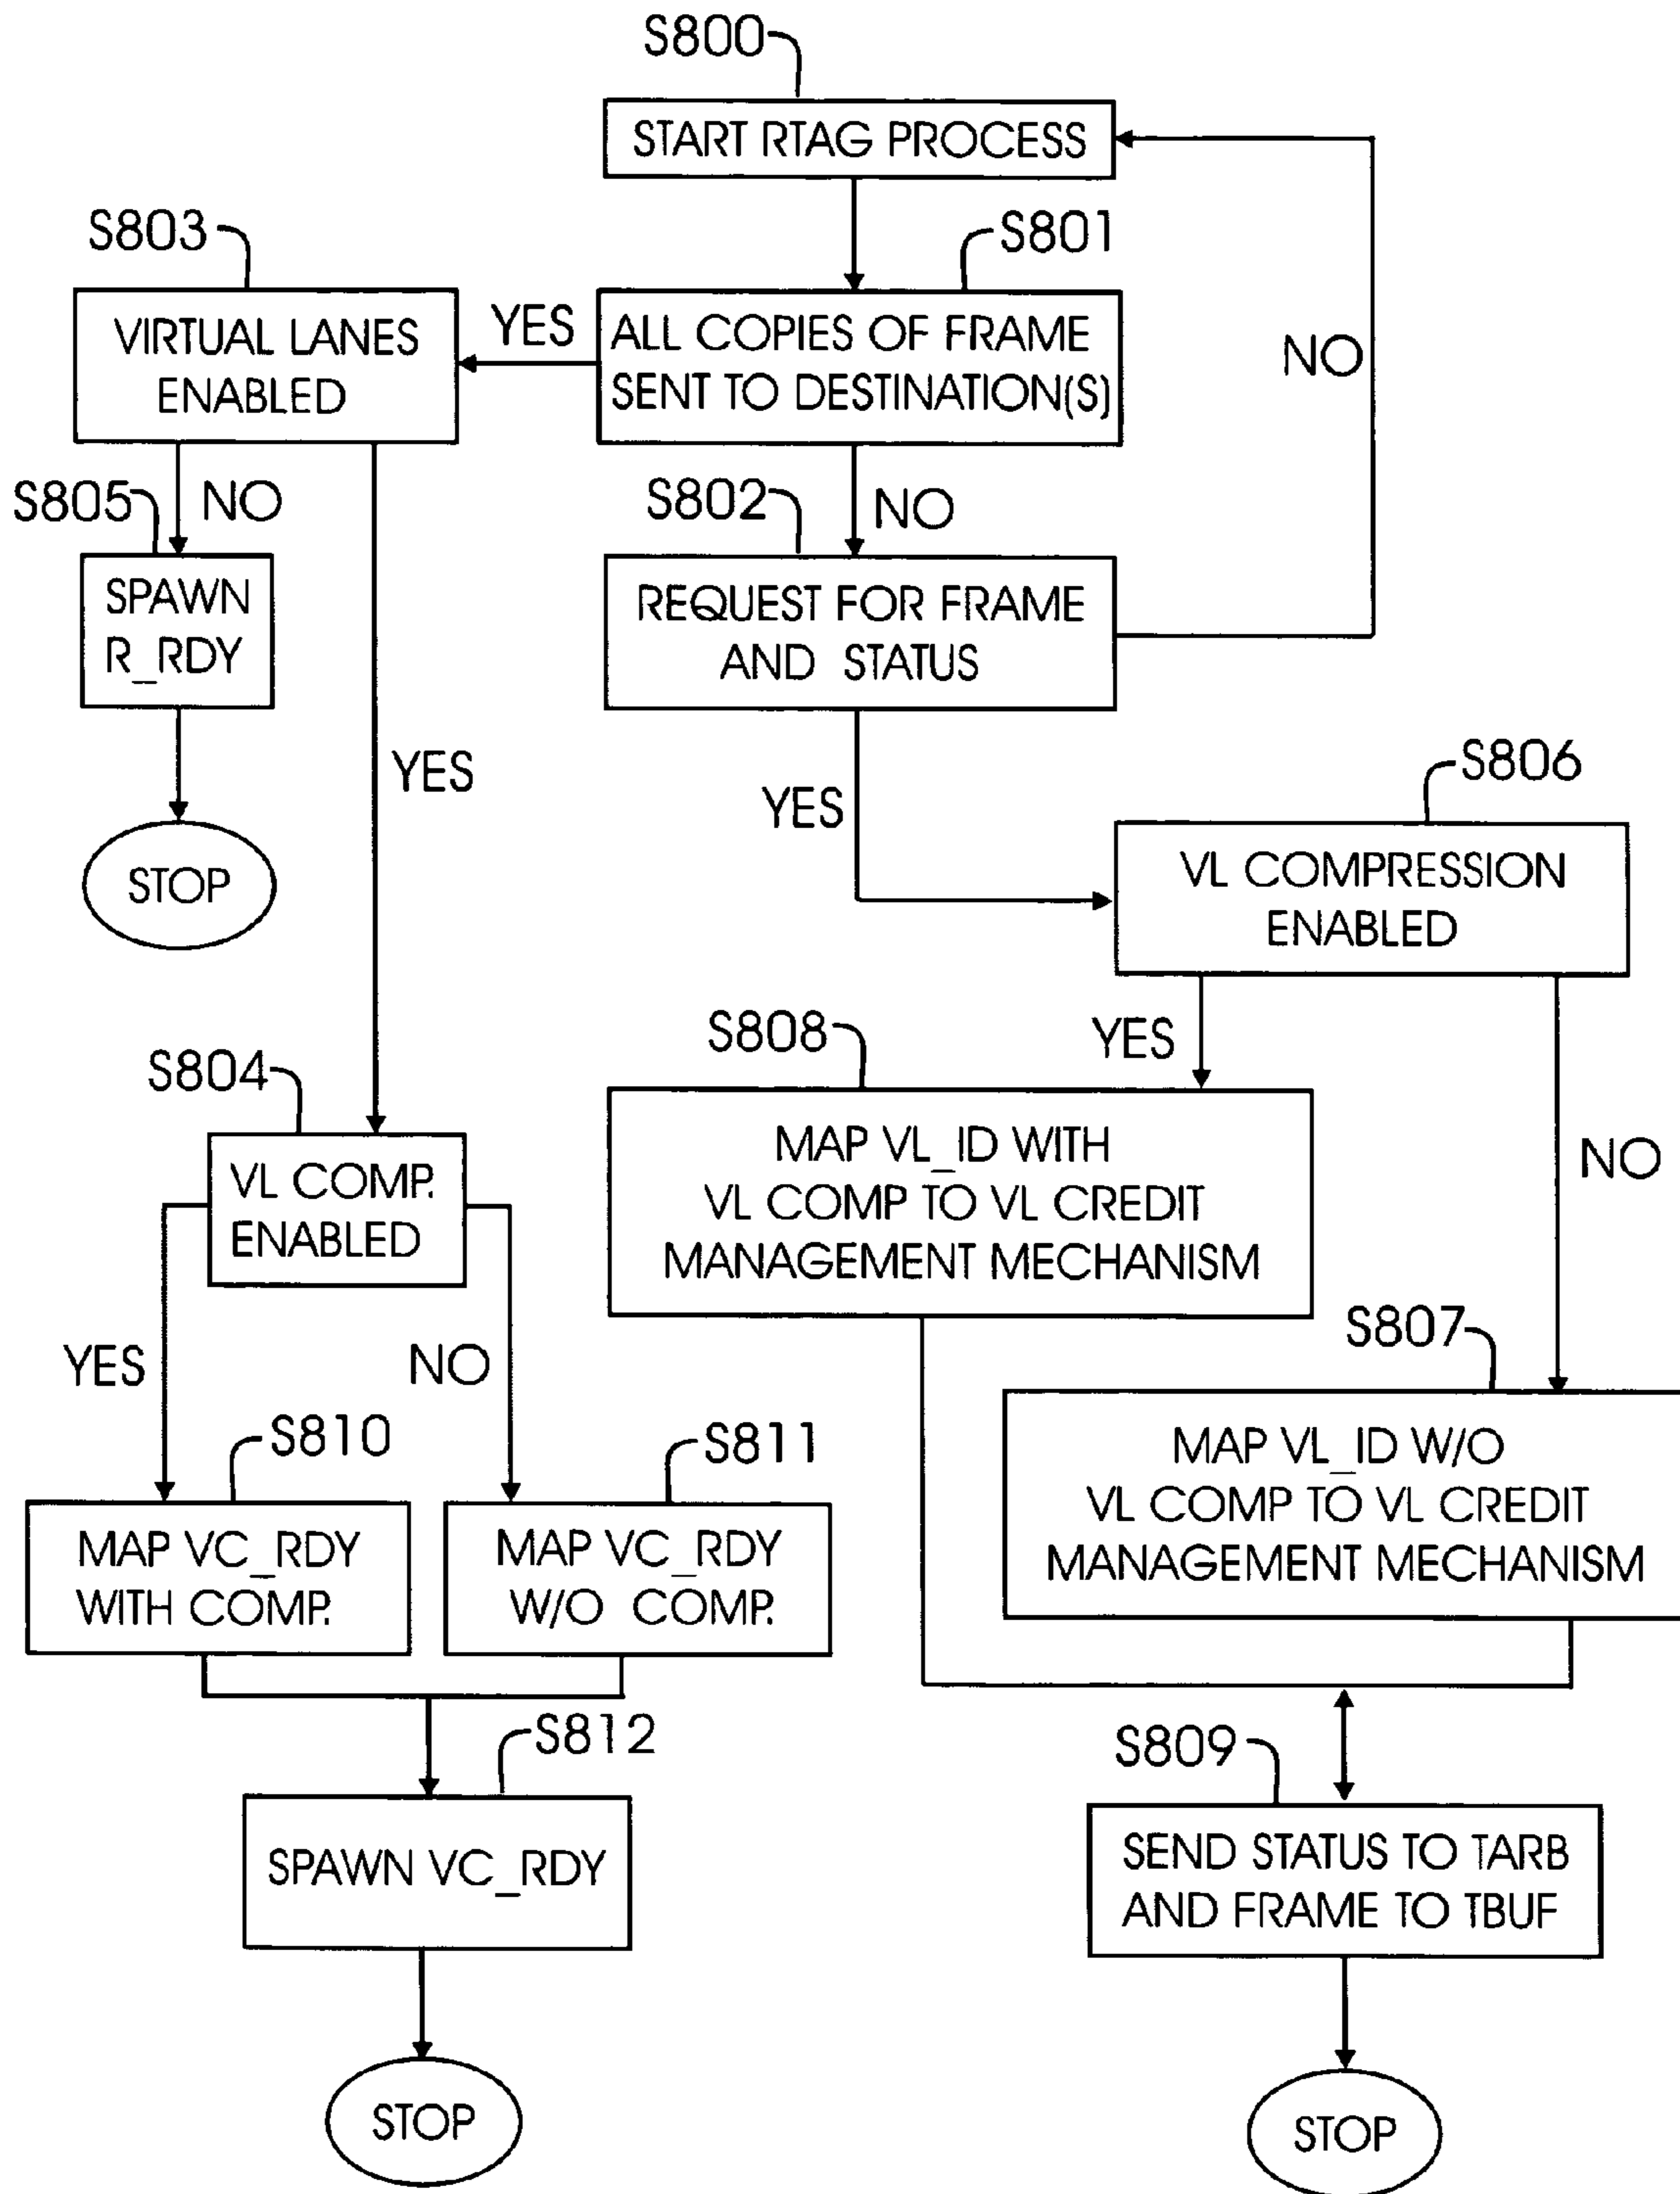 S800
START RTAG PROCESS
S803
S801
VIRTUAL LANES
ENABLED
YES
ALL COPIES OF FRAME
SENT TO DESTINATION(S)
NO
S805
NO
S802
NO
SPAWN
R_RDY
REQUEST FOR FRAME
AND STATUS
YES
YES
S806
STOP
VL COMPRESSION
ENABLED
S808
YES
S804
MAP VL_ID WITH
VL COMP TO VL CREDIT
MANAGEMENT MECHANISM
NO
VL COMP.
ENABLED
S807
YES
NO
S810
S811
MAP VL_ID W/O
VL COMP TO VL CREDIT
MANAGEMENT MECHANISM
MAP VC_RDY
WITH COMP.
MAP VC_RDY
W/O COMP.
S812
S809
SPAWN VC_RDY
SEND STATUS TO TARB
AND FRAME TO TBUF
STOP
STOP